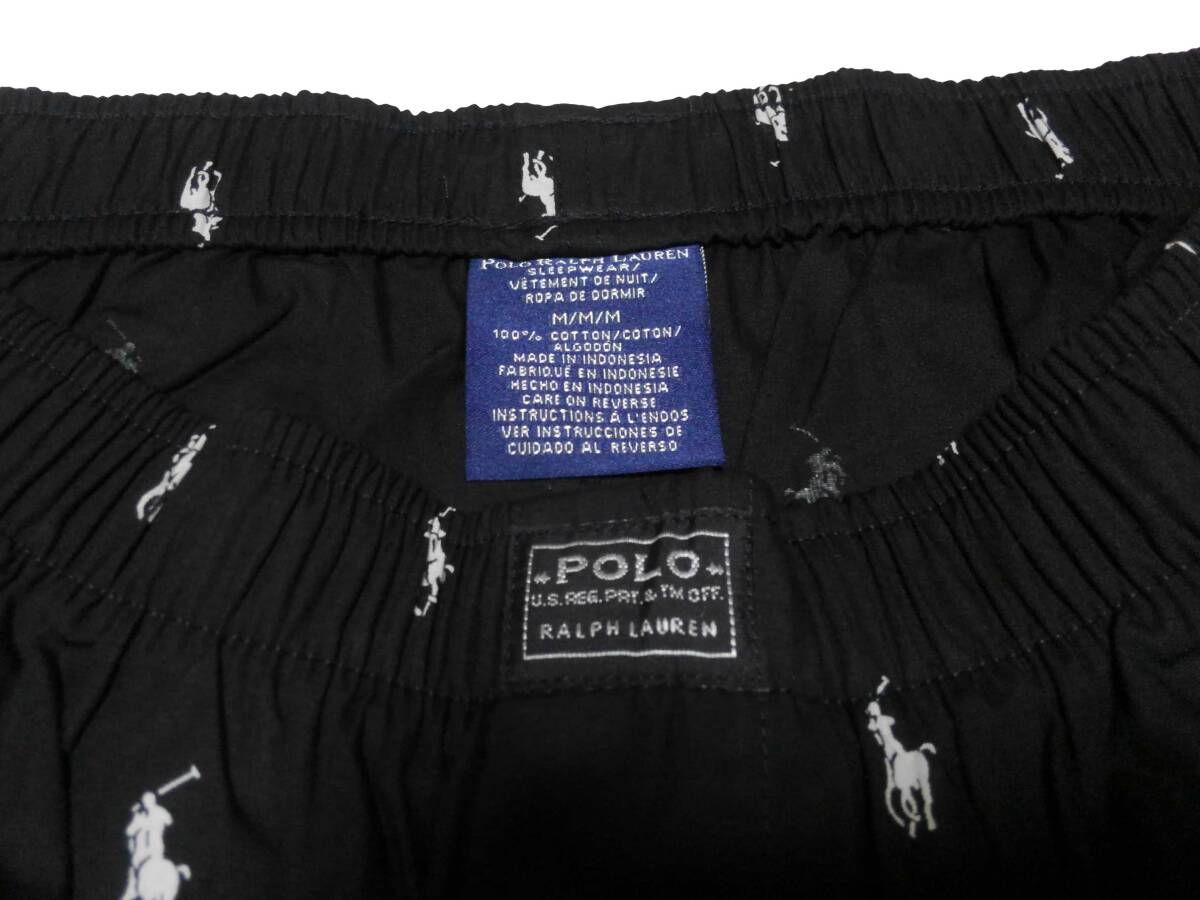 POLO RALPH LAUREN
SLEEPWEAR/
VÊTEMENT DE NUIT/
ROPA DE DORMIR
M/M/M
100% COTTON/COTON/
ALGODÓN
MADE IN INDONESIA
FABRIQUÉ EN INDONESIE
HECHO EN INDONESIA
CARE ON REVERSE
INSTRUCTIONS À L'ENDOS
VER INSTRUCCIONES DE
CUIDADO AL REVERSO
POLO
U.S. REG. PRT. & TM OFF.
RALPH LAUREN